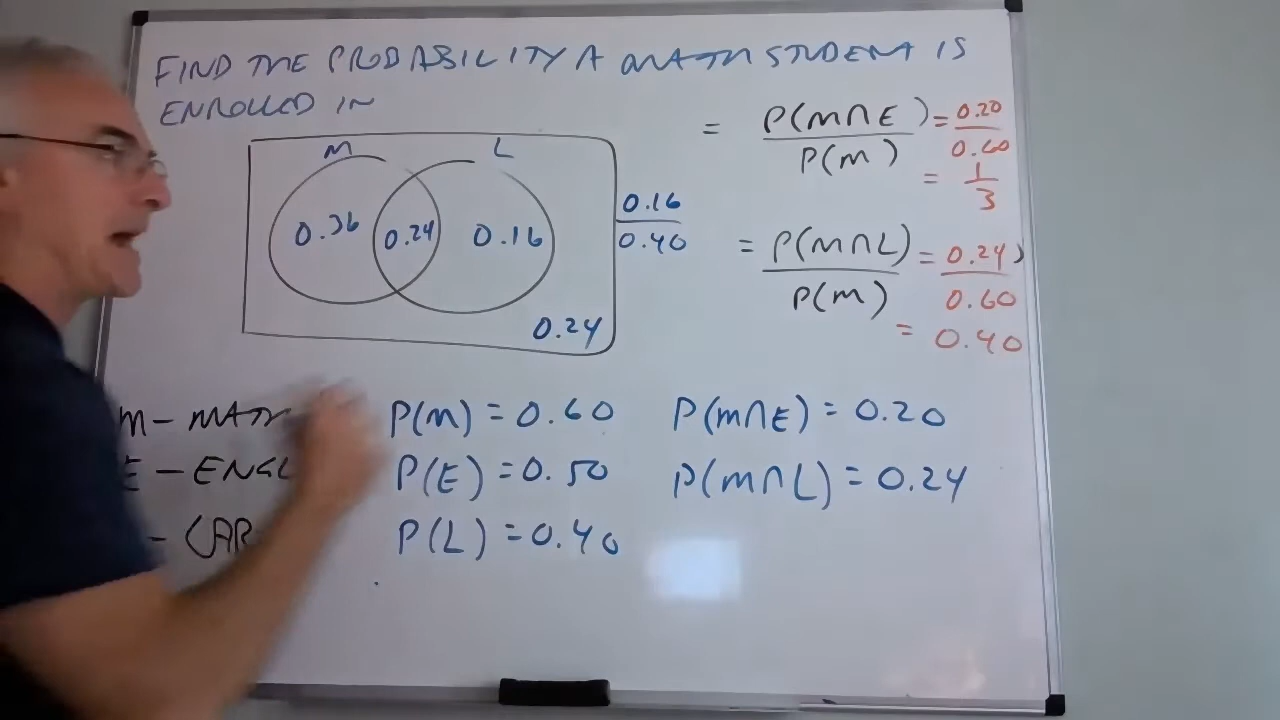 FIND THE PROBABILITY A MATH STUDENT IS
ENROLLED IN
M L
0.36 0.24 0.16
0.24
0.16
0.40
= P(M∩E) = 0.20
P(M) 0.60
= 1
3
= P(M∩L) = 0.24
P(M) 0.60
= 0.40
M – MATH P(M) = 0.60 P(M∩E) = 0.20
E – ENGL P(E) = 0.50 P(M∩L) = 0.24
– P(L) = 0.40